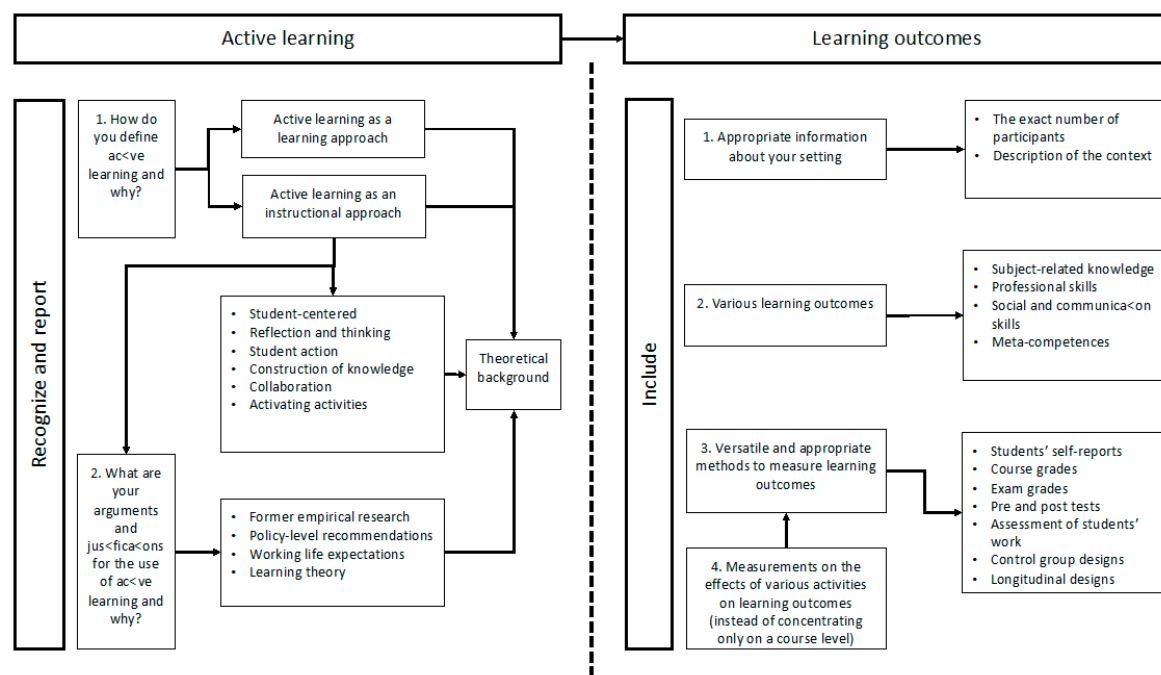 Active learning
Learning outcomes
Recognize and report
1. How do
you define
ac<ve
learning and
why?
Active learning as a
learning approach
Active learning as an
instructional approach
• Student-centered
• Reflection and thinking
• Student action
• Construction of knowledge
• Collaboration
• Activating activities
Theoretical
background
2. What are
your
arguments
and
jus<fica<ons
for the use
of ac<ve
learning and
why?
• Former empirical research
• Policy-level recommendations
• Working life expectations
• Learning theory
Include
1. Appropriate information
about your setting
• The exact number of
participants
• Description of the context
2. Various learning outcomes
• Subject-related knowledge
• Professional skills
• Social and communica<on
skills
• Meta-competences
3. Versatile and appropriate
methods to measure learning
outcomes
• Students’ self-reports
• Course grades
• Exam grades
• Pre and post tests
• Assessment of students’
work
• Control group designs
• Longitudinal designs
4. Measurements on the
effects of various activities
on learning outcomes
(instead of concentrating
only on a course level)